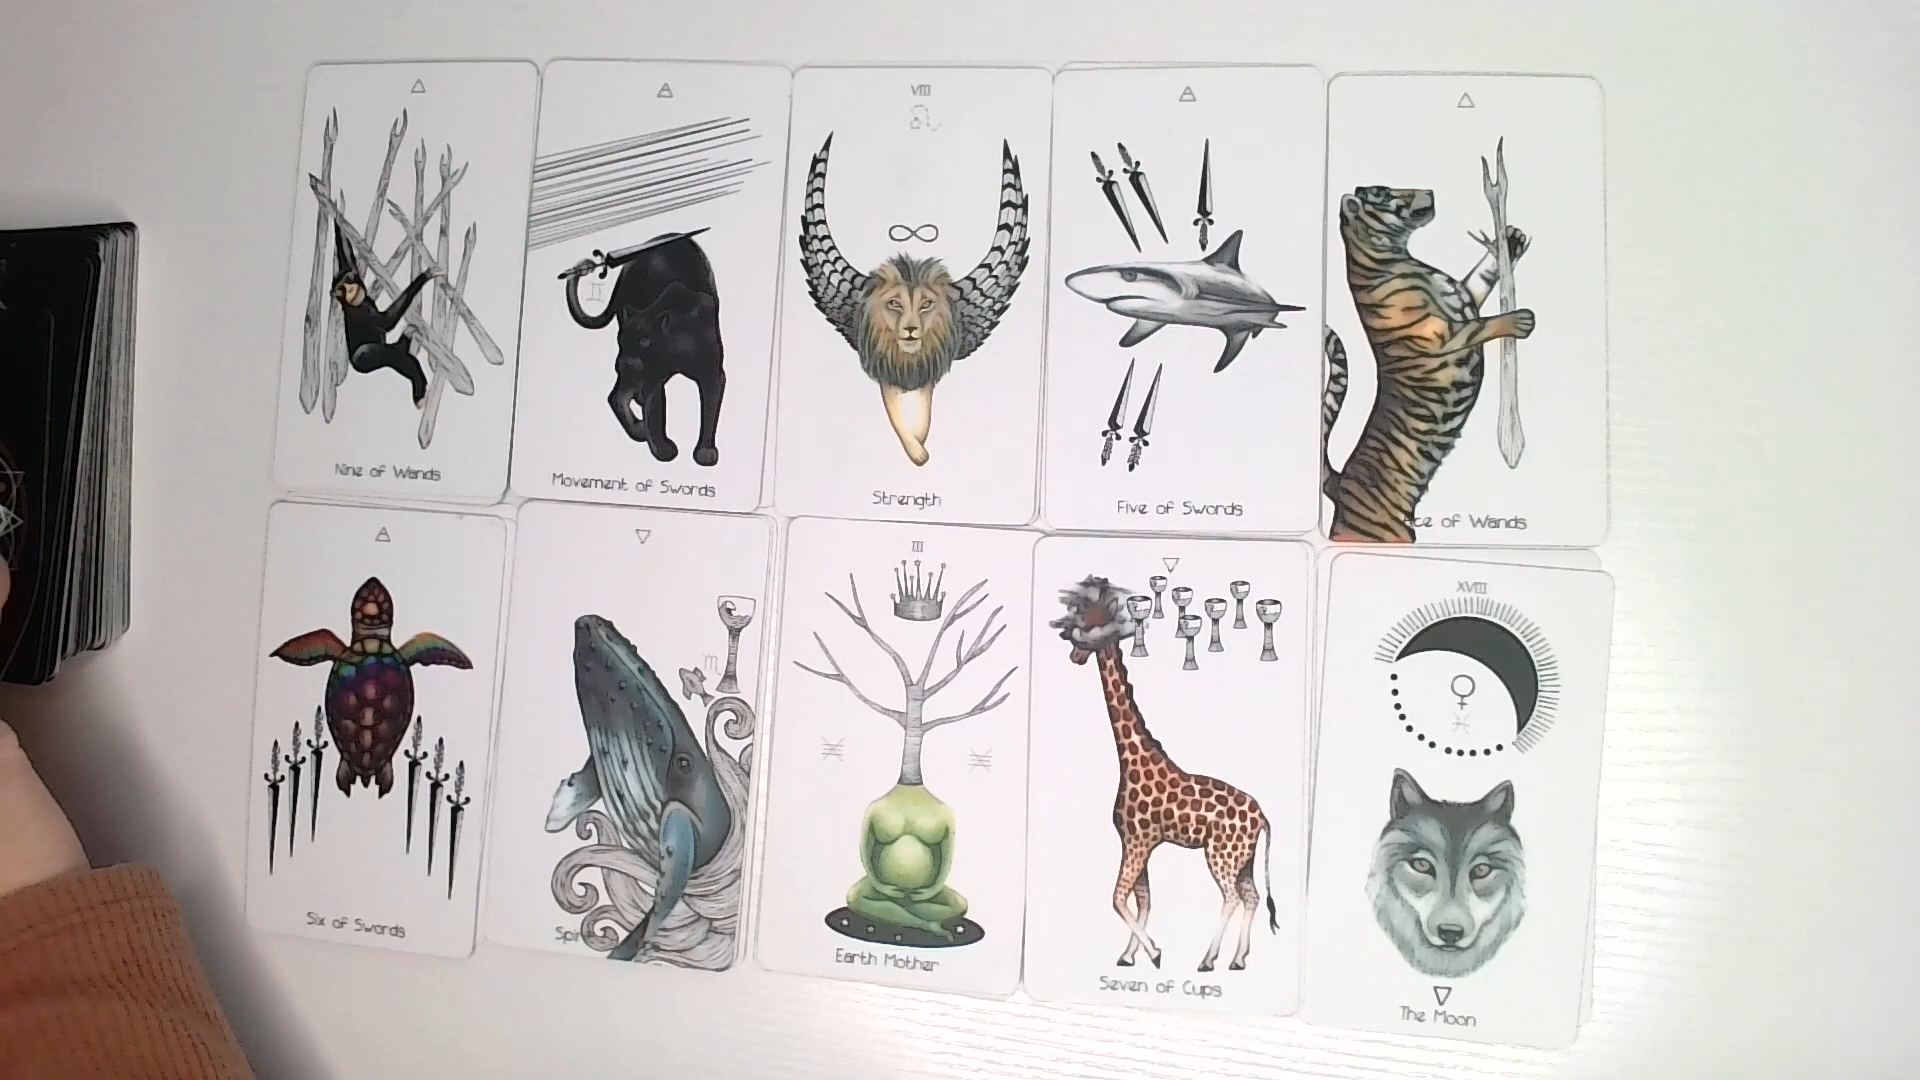 VIII
Nine of Wands
Movement of Swords
Strength
Five of Swords
Ace of Wands
III
XVIII
Six of Swords
Earth Mother
Seven of Cups
The Moon